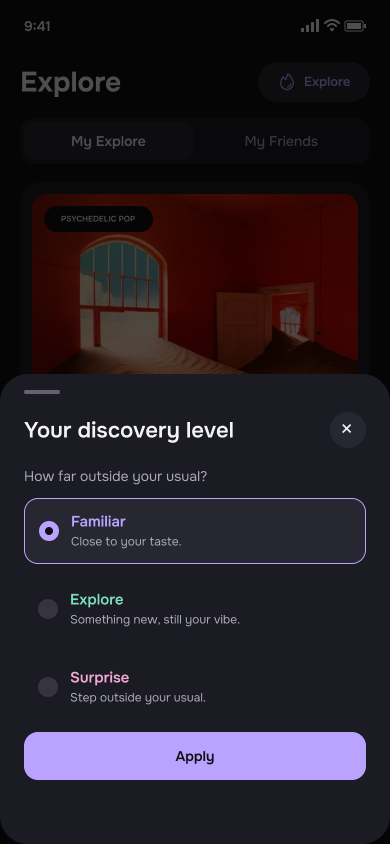 9:41
Explore
Explore
My Explore
My Friends
PSYCHEDELIC POP
Your discovery level
How far outside your usual?
Familiar
Close to your taste.
Explore
Something new, still your vibe.
Surprise
Step outside your usual.
Apply